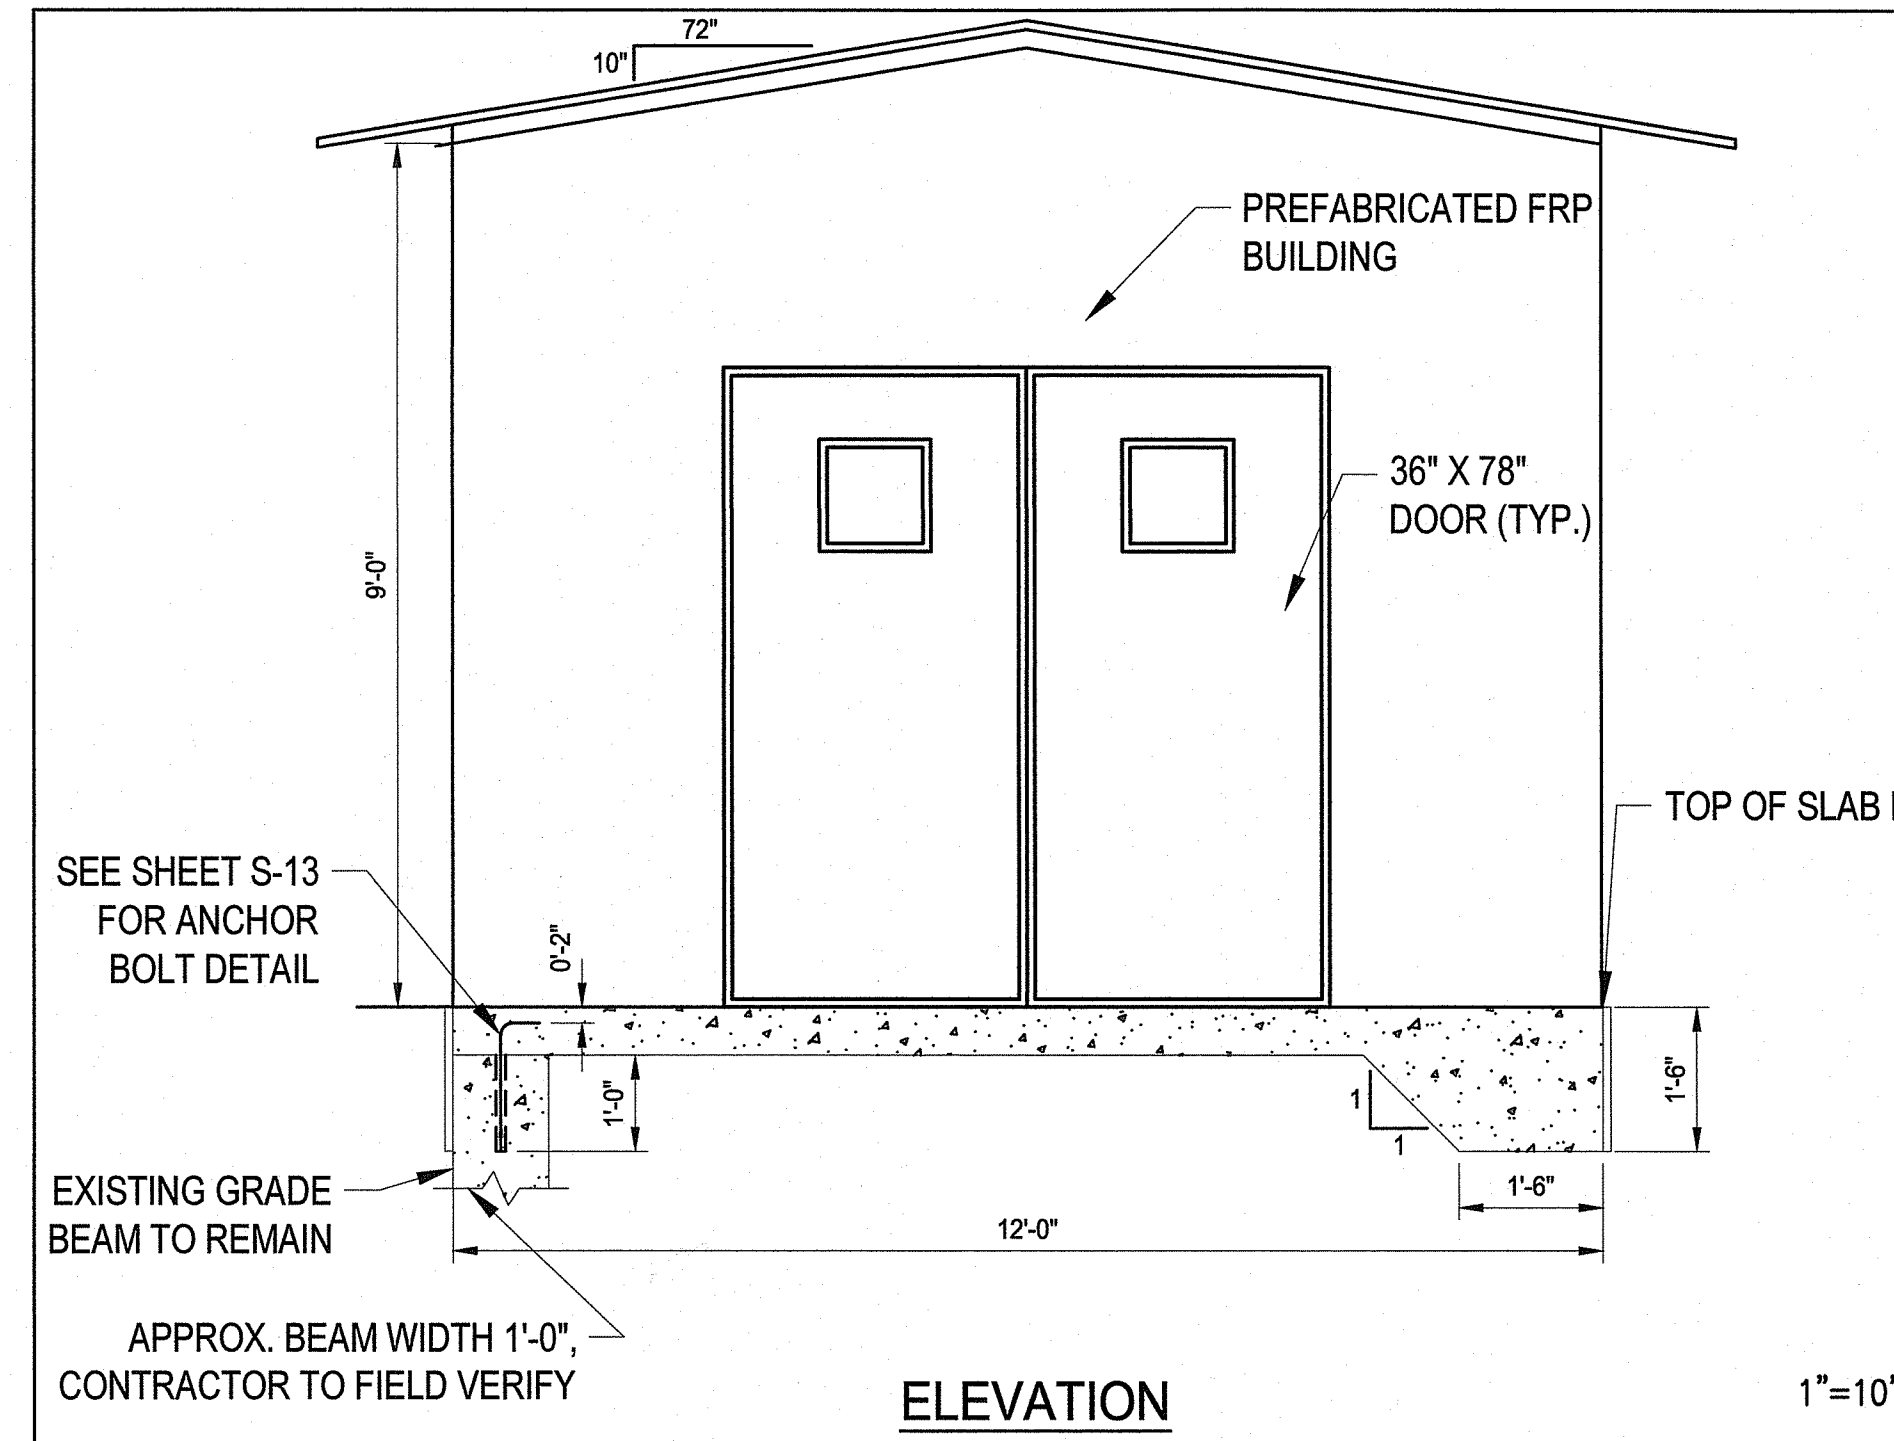 72"
10"
PREFABRICATED FRP
BUILDING
36" X 78"
DOOR (TYP.)
9'-0"
TOP OF SLAB
SEE SHEET S-13
FOR ANCHOR
BOLT DETAIL
0'-2"
1'-0"
1
1
1'-6"
1'-6"
EXISTING GRADE
BEAM TO REMAIN
12'-0"
APPROX. BEAM WIDTH 1'-0",
CONTRACTOR TO FIELD VERIFY
ELEVATION
1"=10'